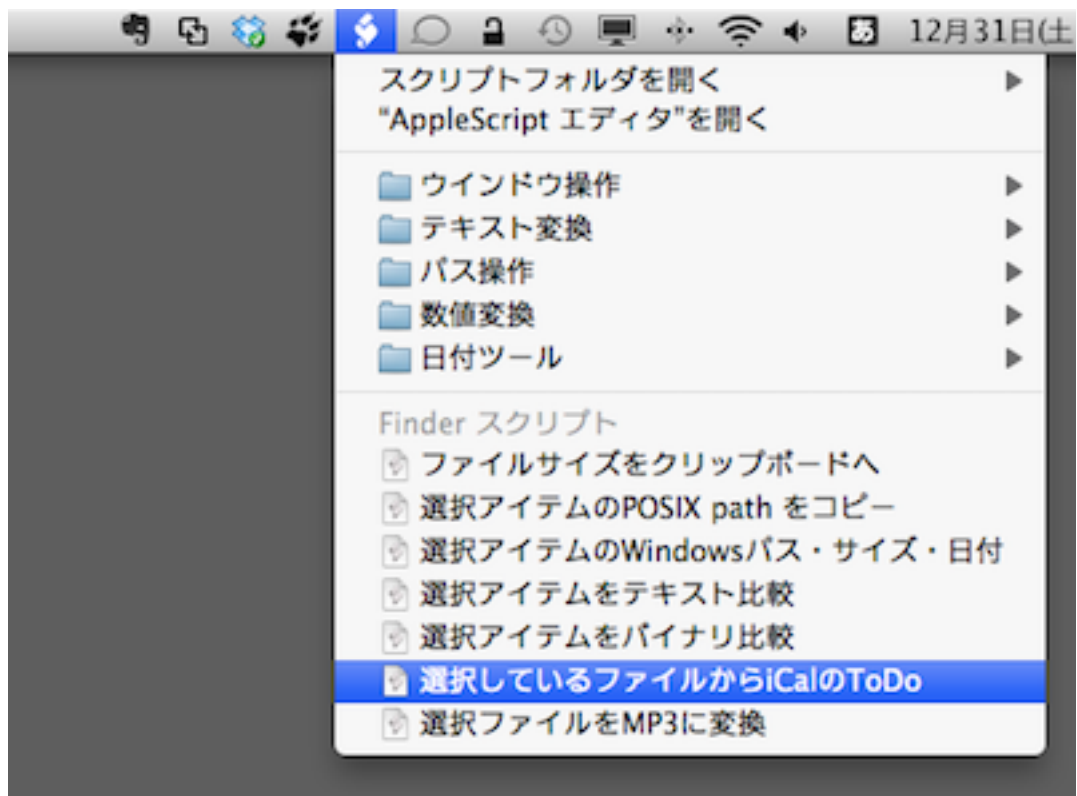 あ 12月31日(土
スクリプトフォルダを開く
“AppleScript エディタ”を開く
ウインドウ操作
テキスト変換
パス操作
数値変換
日付ツール
Finder スクリプト
ファイルサイズをクリップボードへ
選択アイテムのPOSIX path をコピー
選択アイテムのWindowsパス・サイズ・日付
選択アイテムをテキスト比較
選択アイテムをバイナリ比較
選択しているファイルからiCalのToDo
選択ファイルをMP3に変換